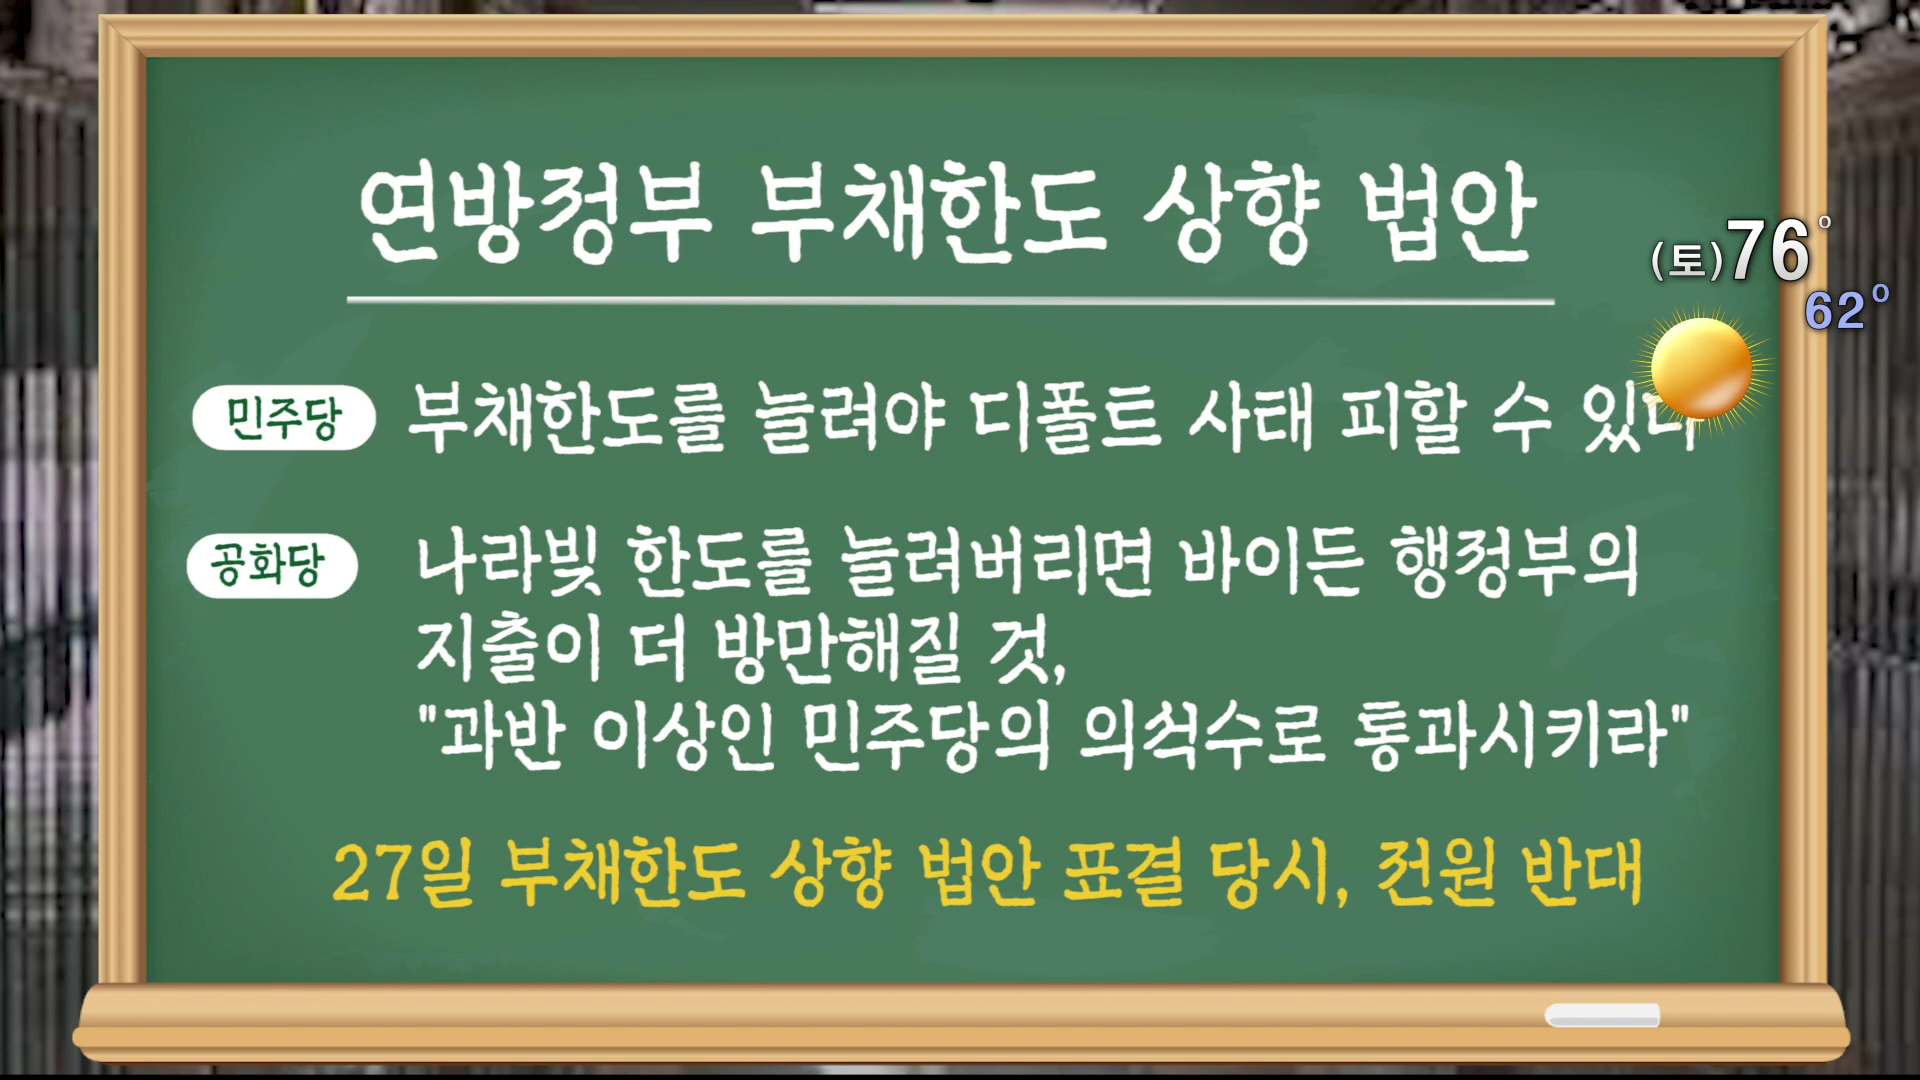 연방정부 부채한도 상향 법안
(토) 76°
62°
민주당 부채한도를 늘려야 디폴트 사태 피할 수 있다
공화당 나라빚 한도를 늘려버리면 바이든 행정부의
지출이 더 방만해질 것,
"과반 이상인 민주당의 의석수로 통과시키라"
27일 부채한도 상향 법안 표결 당시, 전원 반대